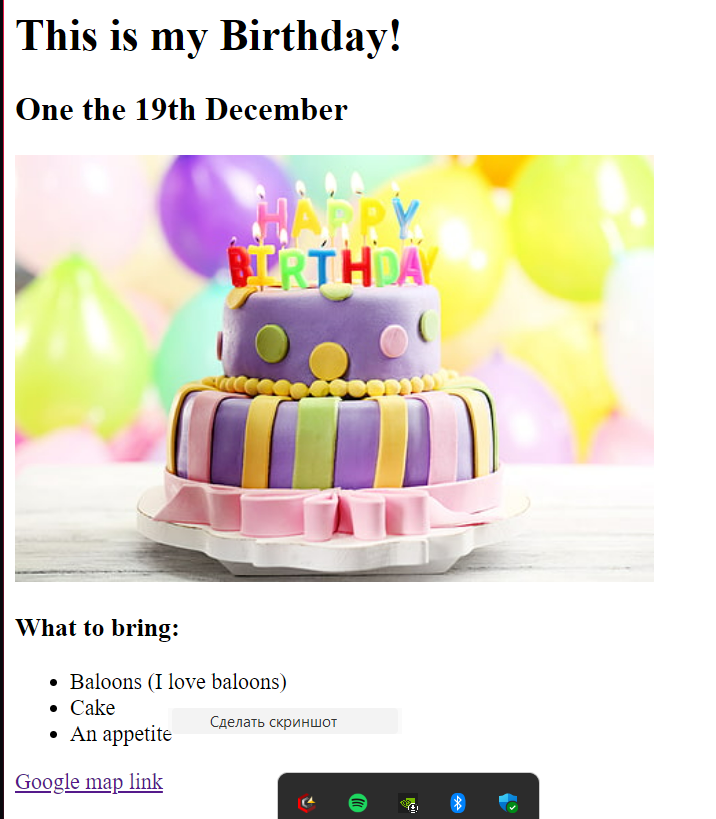 This is my Birthday!
One the 19th December
HAPPY
BIRTHDAY
What to bring:
Baloons (I love baloons)
Cake
An appetite
Сделать скриншот
Google map link